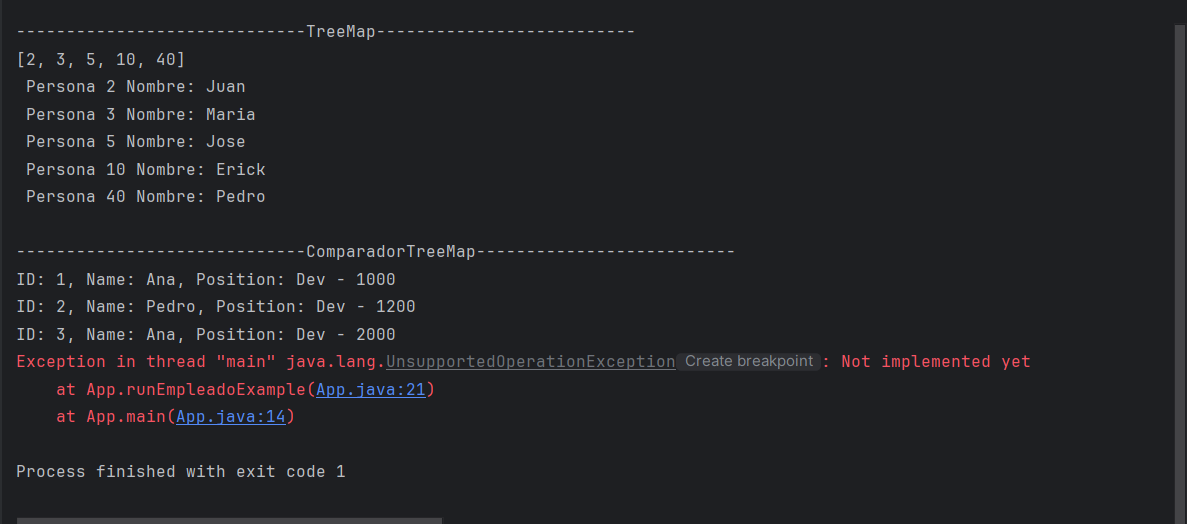 -----------------------------TreeMap--------------------------
[2, 3, 5, 10, 40]
Persona 2 Nombre: Juan
Persona 3 Nombre: Maria
Persona 5 Nombre: Jose
Persona 10 Nombre: Erick
Persona 40 Nombre: Pedro
-----------------------------ComparadorTreeMap--------------------------
ID: 1, Name: Ana, Position: Dev - 1000
ID: 2, Name: Pedro, Position: Dev - 1200
ID: 3, Name: Ana, Position: Dev - 2000
Exception in thread "main" java.lang.UnsupportedOperationException Create breakpoint : Not implemented yet
at App.runEmpleadoExample(App.java:21)
at App.main(App.java:14)
Process finished with exit code 1